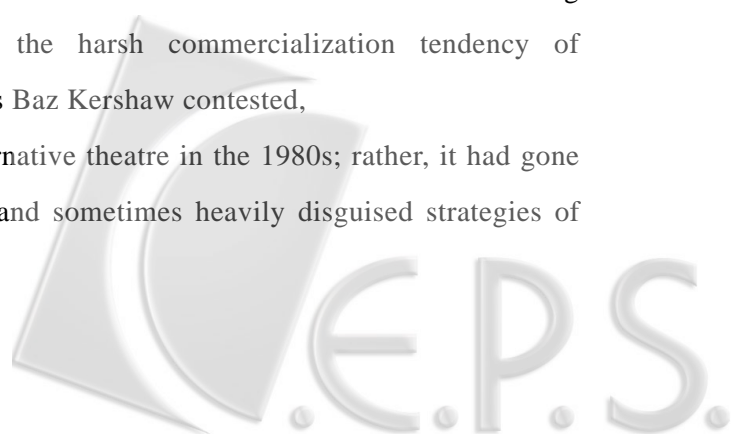 the harsh commercialization tendency of
s Baz Kershaw contested,
rnative theatre in the 1980s; rather, it had gone
and sometimes heavily disguised strategies of
C.E.P.S.